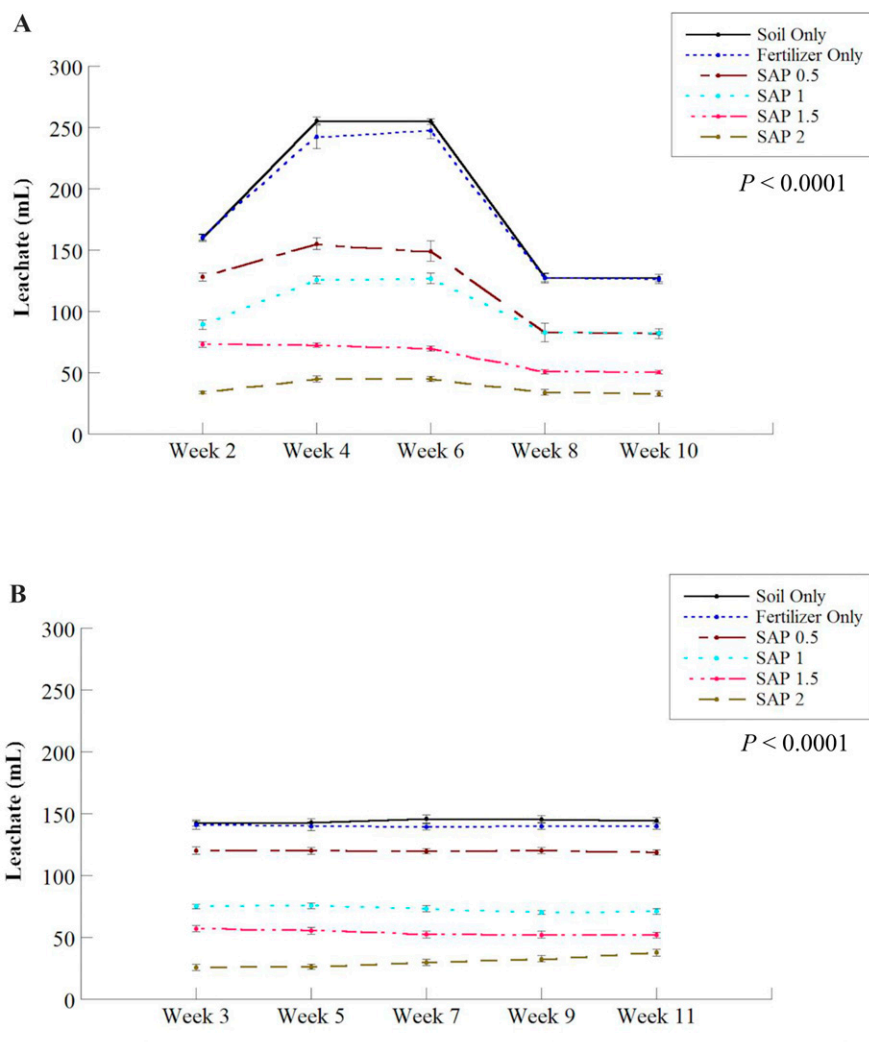 A
Soil Only
Fertilizer Only
SAP 0.5
SAP 1
SAP 1.5
SAP 2
P < 0.0001
Leachate (mL)
300
250
200
150
100
50
0
Week 2 Week 4 Week 6 Week 8 Week 10
B
Soil Only
Fertilizer Only
SAP 0.5
SAP 1
SAP 1.5
SAP 2
P < 0.0001
Leachate (mL)
300
250
200
150
100
50
0
Week 3 Week 5 Week 7 Week 9 Week 11